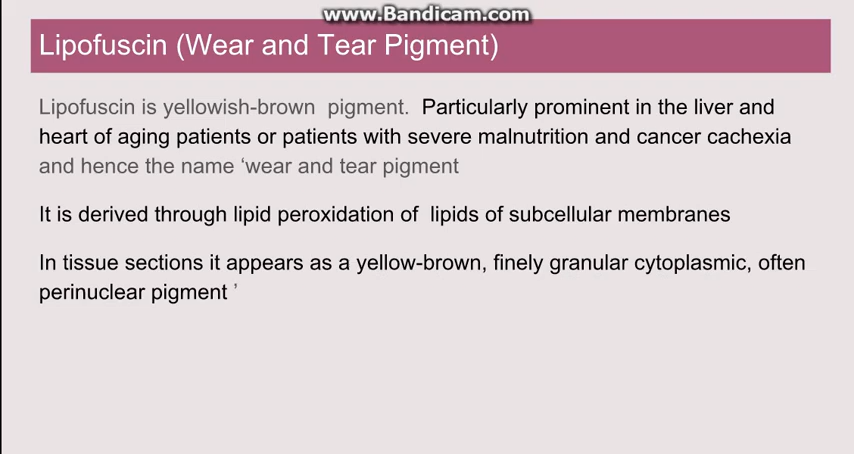 www.Bandicam.com
Lipofuscin (Wear and Tear Pigment)
Lipofuscin is yellowish-brown  pigment.  Particularly prominent in the liver and
heart of aging patients or patients with severe malnutrition and cancer cachexia
and hence the name ‘wear and tear pigment
It is derived through lipid peroxidation of  lipids of subcellular membranes
In tissue sections it appears as a yellow-brown, finely granular cytoplasmic, often
perinuclear pigment ’